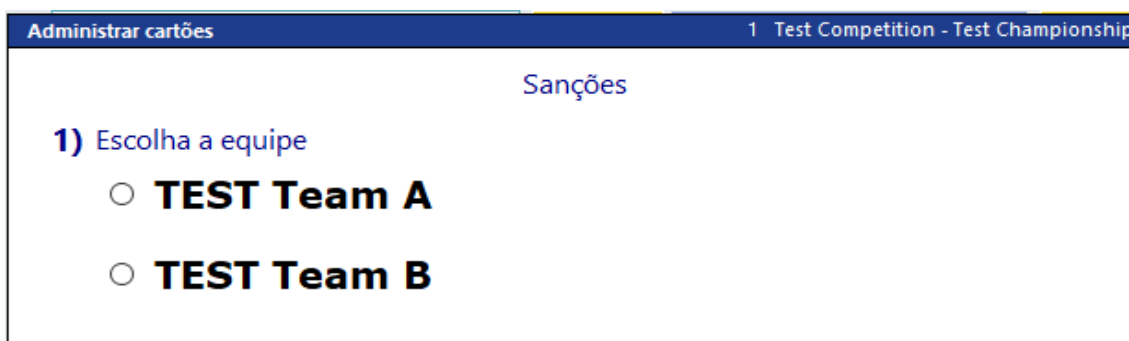 Administrar cartões 1 Test Competition - Test Championship
Sanções
1) Escolha a equipe
TEST Team A
TEST Team B